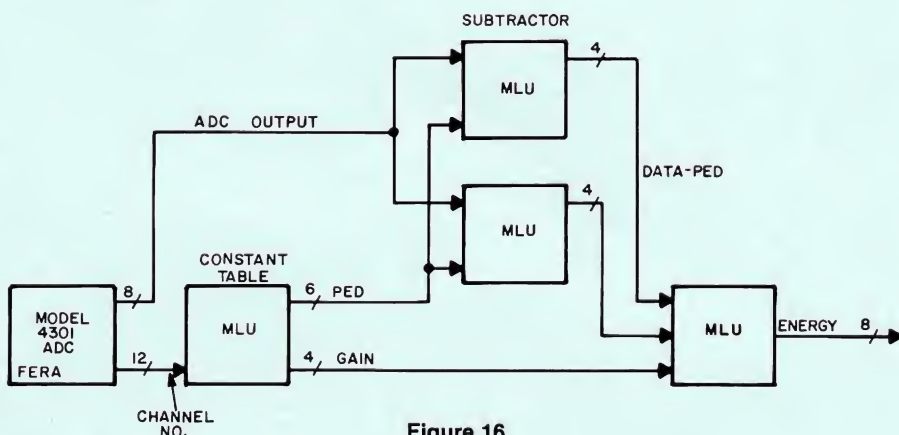 SUBTRACTOR
4
MLU
ADC OUTPUT
DATA-PED
4
MLU
CONSTANT
TABLE
8
6 PED
MODEL
4301
ADC
FERA
MLU
MLU
ENERGY 8
12
4 GAIN
CHANNEL
NO.
Figure 16